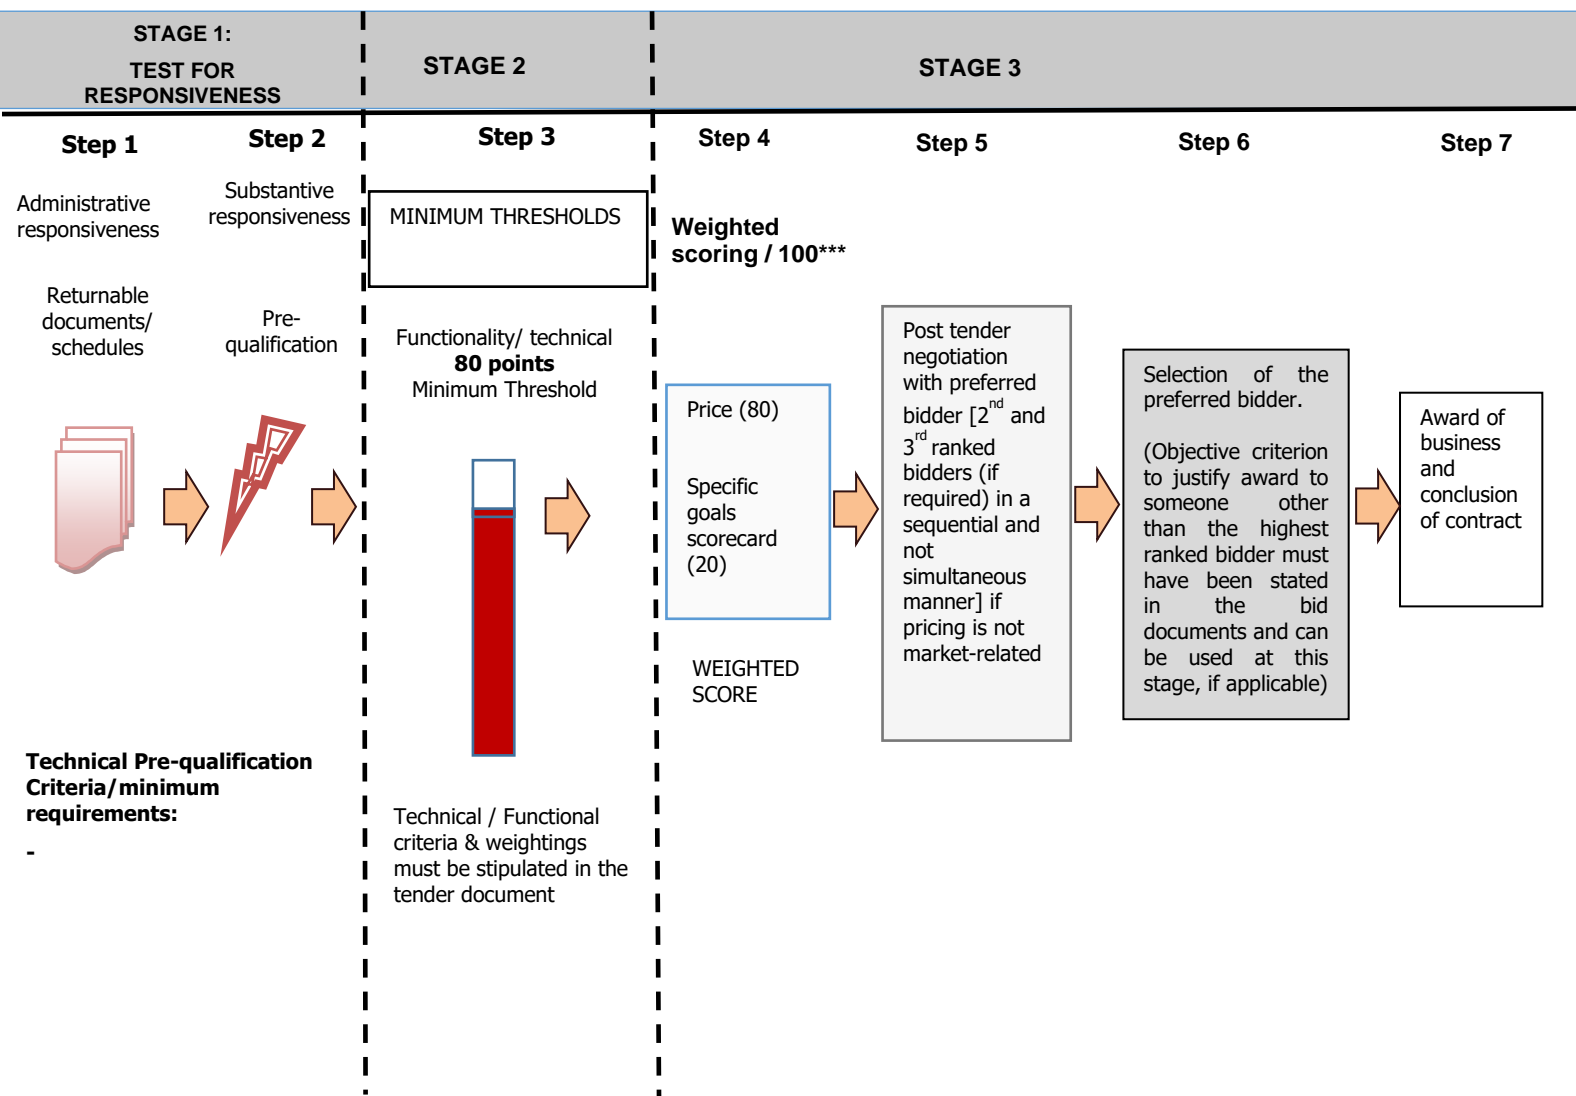 STAGE 1:
TEST FOR
RESPONSIVENESS
STAGE 2
STAGE 3
Step 1
Step 2
Step 3
Step 4
Step 5
Step 6
Step 7
Administrative
responsiveness
Returnable
documents/
schedules
Substantive
responsiveness
Pre-
qualification
Technical Pre-qualification
Criteria/minimum
requirements:
-
MINIMUM THRESHOLDS
Functionality/ technical
80 points
Minimum Threshold
Technical / Functional
criteria & weightings
must be stipulated in the
tender document
Weighted
scoring / 100***
Price (80)
Specific
goals
scorecard
(20)
WEIGHTED
SCORE
Post tender
negotiation
with preferred
bidder [2nd and
3rd ranked
bidders (if
required) in a
sequential and
not
simultaneous
manner] if
pricing is not
market-related
Selection of the
preferred bidder.
(Objective criterion
to justify award to
someone other
than the highest
ranked bidder must
have been stated
in the bid
documents and can
be used at this
stage, if applicable)
Award of
business
and
conclusion
of contract